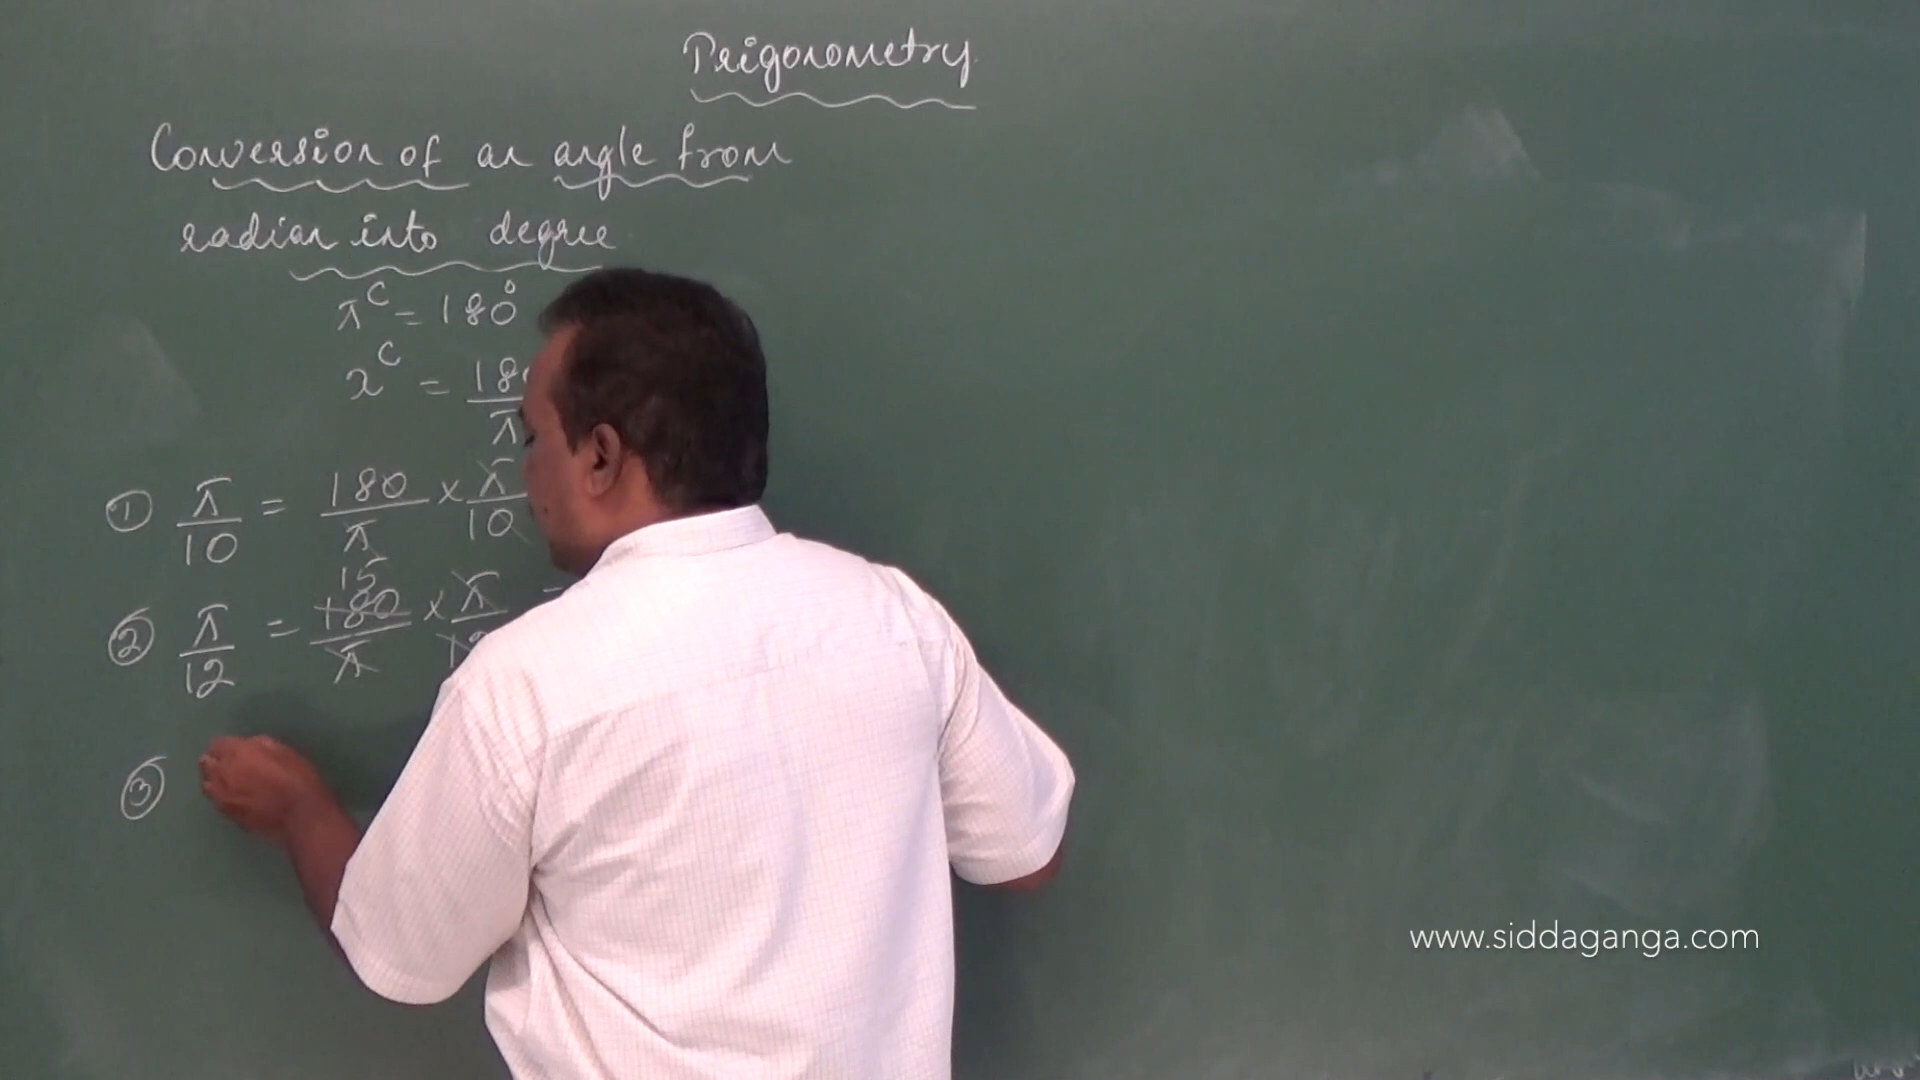 Trigonometry
Conversion of an angle from
radian into degree
π^c = 180°
x^c = 18
π
① π/10 = 180/π × π/10
② π/12 = 180/π × π/12 =
15
③
www.siddaganga.com